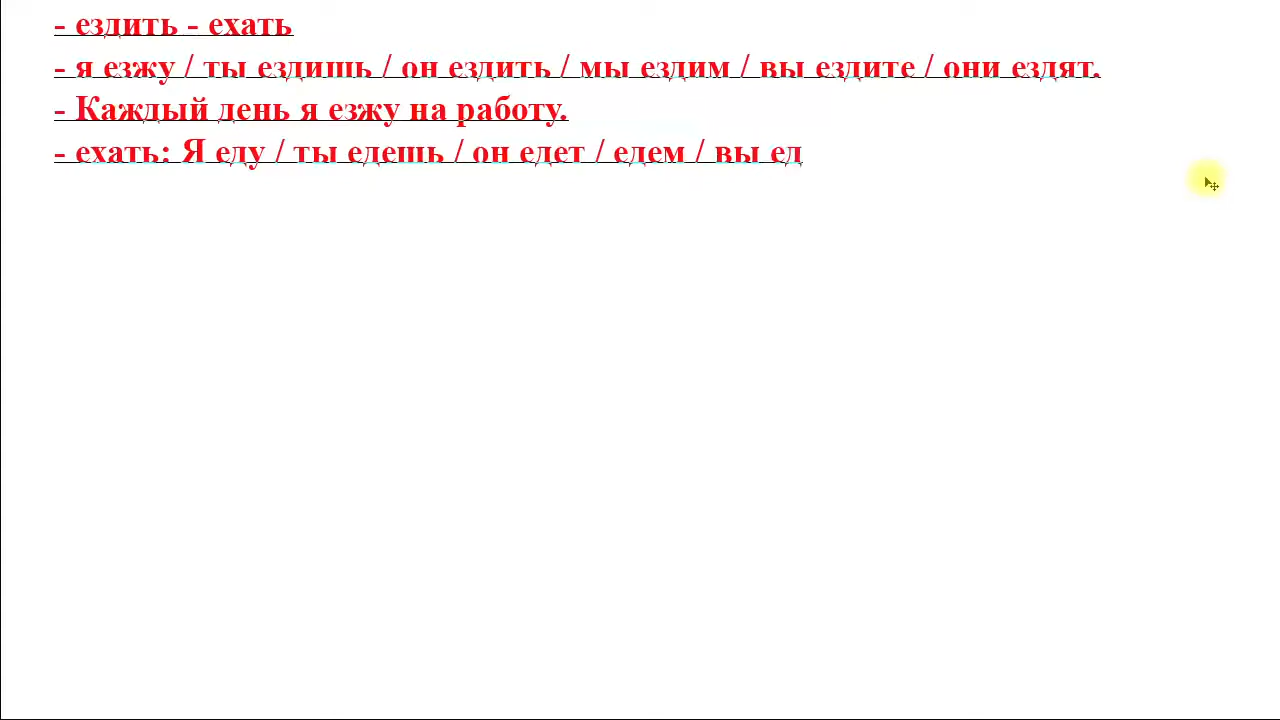 - ездить - ехать
- я езжу / ты ездишь / он ездить / мы ездим / вы ездите / они ездят.
- Каждый день я езжу на работу.
- ехать: Я еду / ты едешь / он едет / едем / вы ед